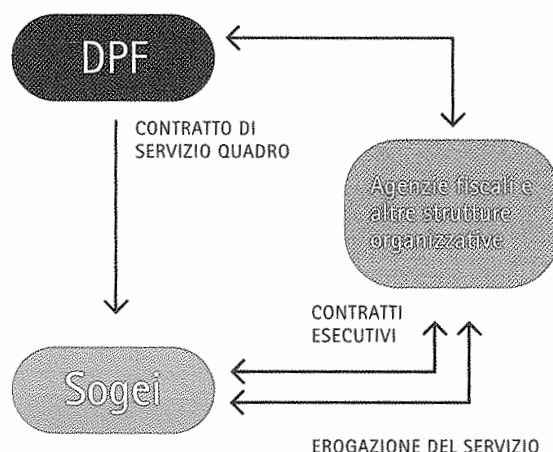 DPF
CONTRATTO DI
SERVIZIO QUADRO
Agenzie fiscali e
altre strutture
organizzative
CONTRATTI
ESECUTIVI
Sogei
EROGAZIONE DEL SERVIZIO